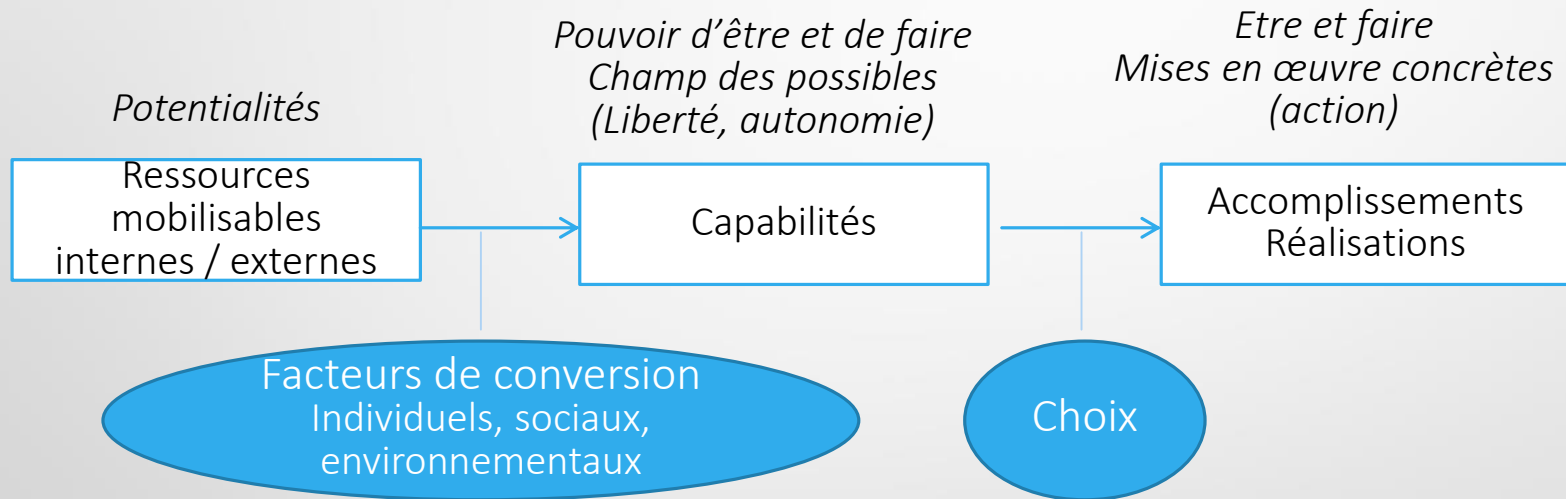 Potentialités
Pouvoir d’être et de faire
Champ des possibles
(Liberté, autonomie)
Etre et faire
Mises en œuvre concrètes
(action)
Ressources
mobilisables
internes / externes
Capabilités
Accomplissements
Réalisations
Facteurs de conversion
Individuels, sociaux,
environnementaux
Choix